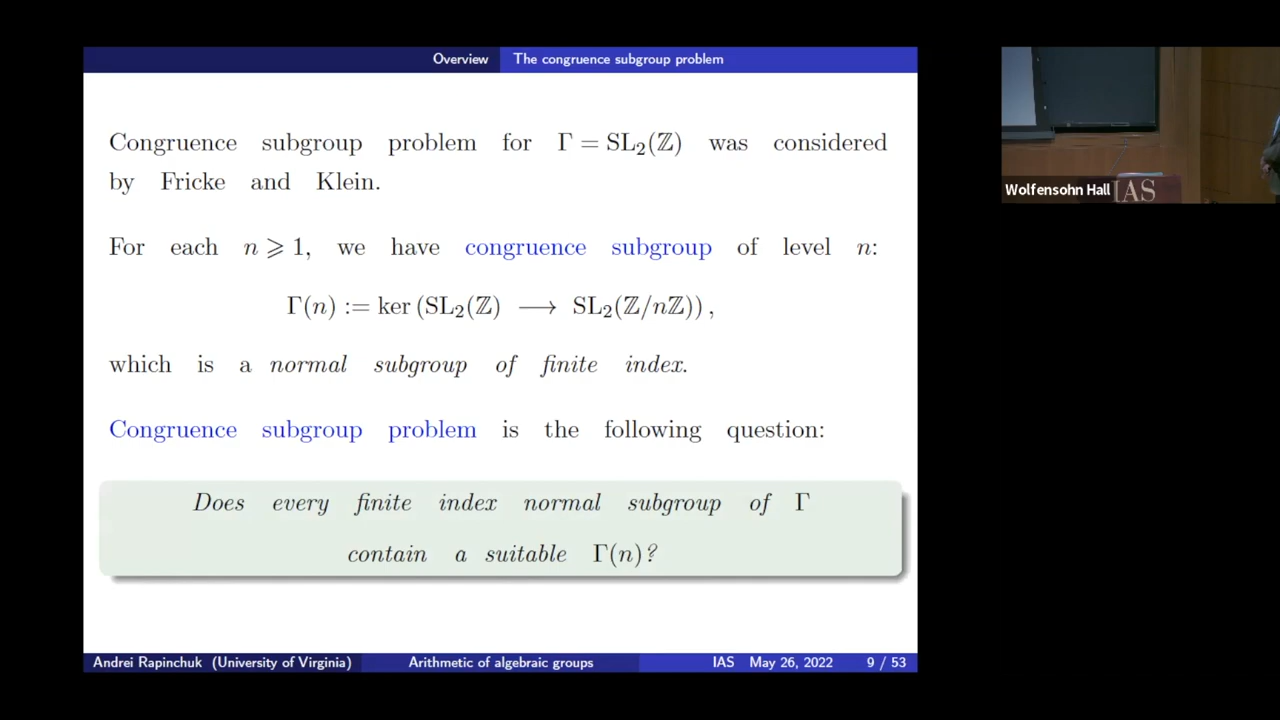 Overview The congruence subgroup problem
Congruence subgroup problem for Γ = SL₂(ℤ) was considered
by Fricke and Klein.
For each n ⩾ 1, we have congruence subgroup of level n:
Γ(n) := ker (SL₂(ℤ) ⟶ SL₂(ℤ/nℤ)) ,
which is a normal subgroup of finite index.
Congruence subgroup problem is the following question:
Does every finite index normal subgroup of Γ
contain a suitable Γ(n)?
Andrei Rapinchuk (University of Virginia) Arithmetic of algebraic groups IAS May 26, 2022 9 / 53
Wolfensohn Hall
IAS